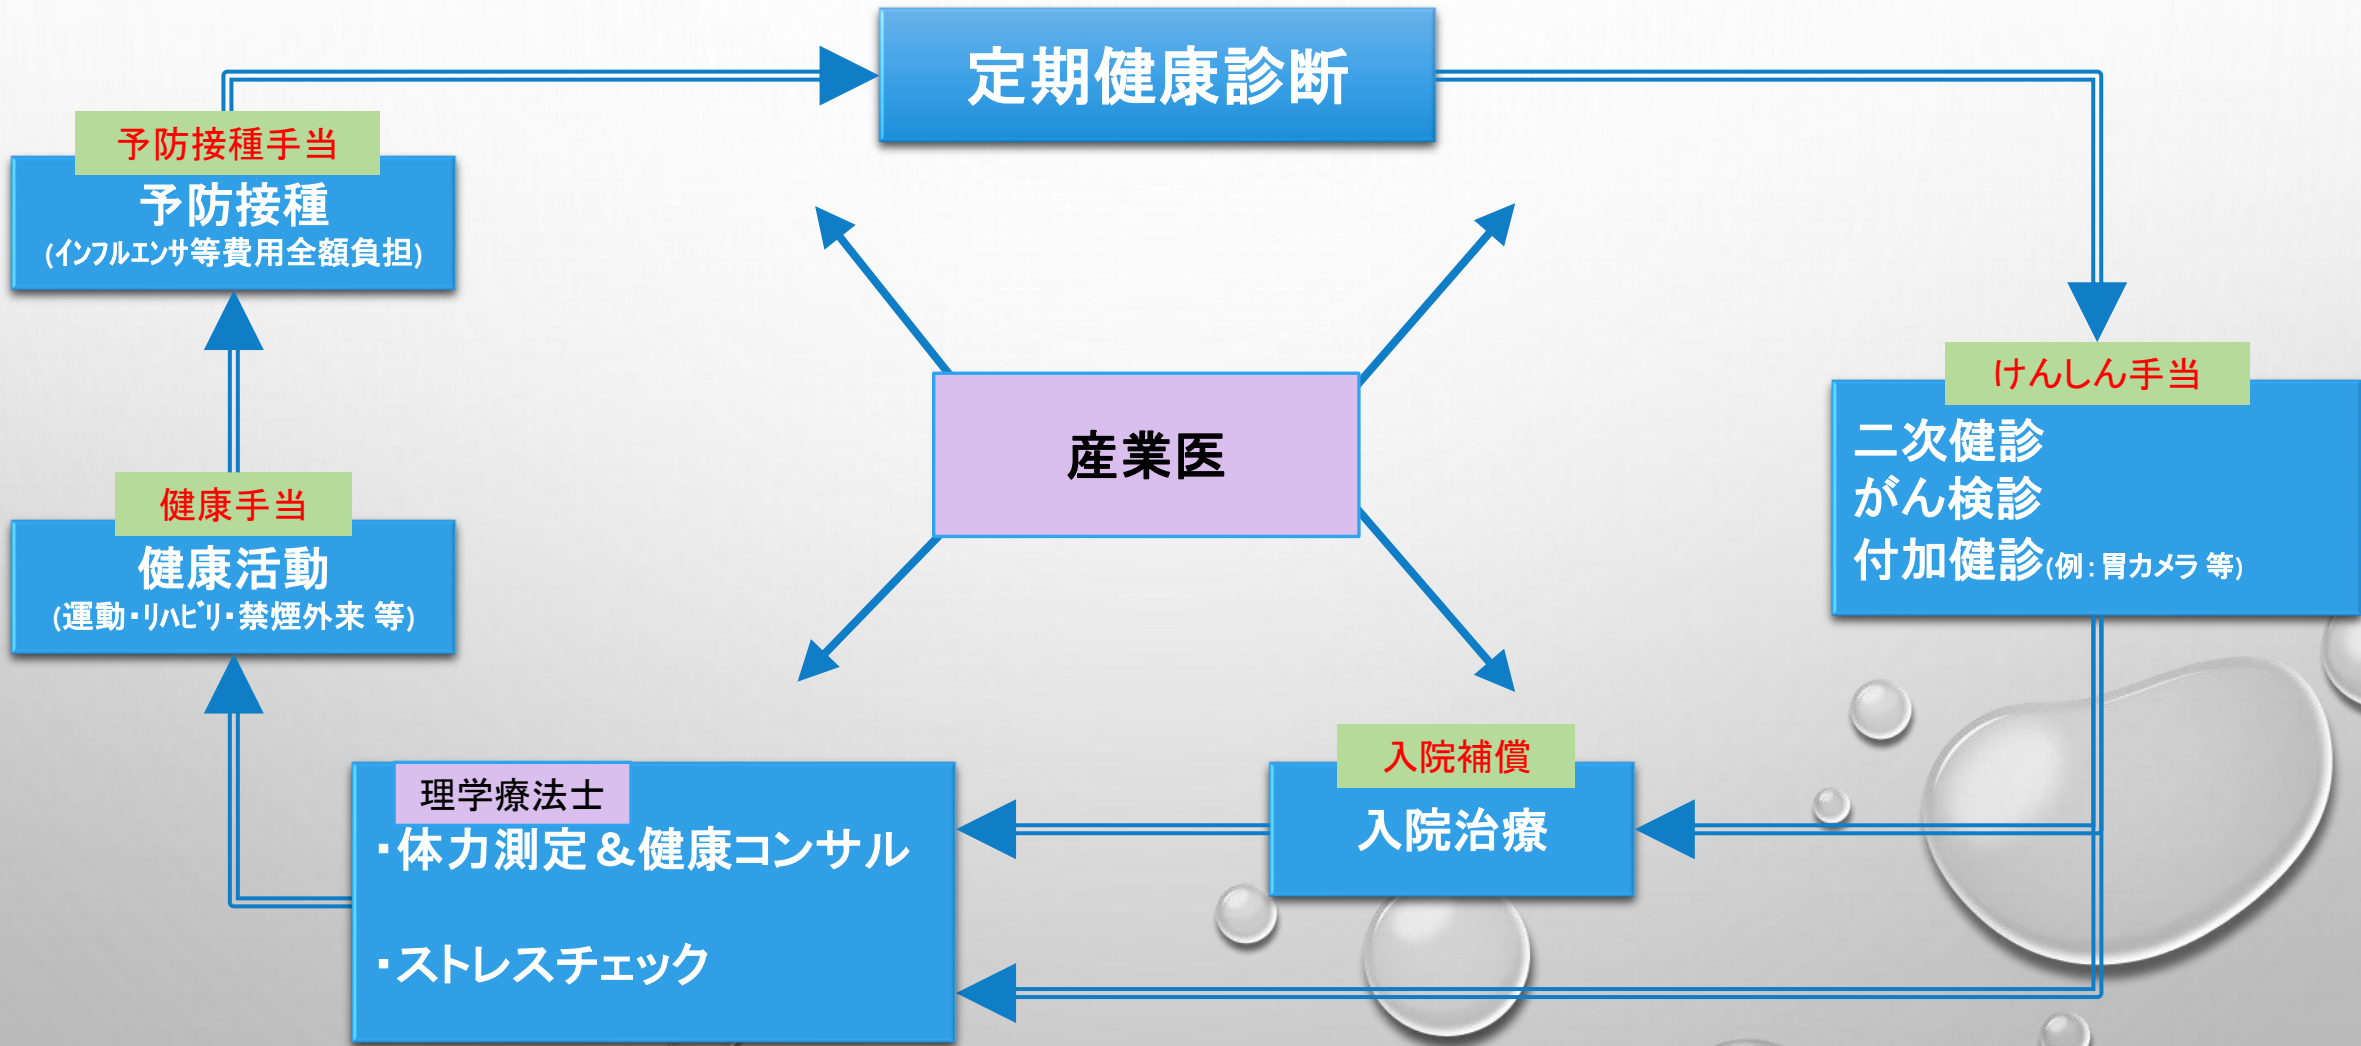 定期健康診断
予防接種手当
予防接種
(インフルエンサ等費用全額負担)
けんしん手当
二次健診
がん検診
付加健診(例:胃カメラ 等)
産業医
健康手当
健康活動
(運動・リハビリ・禁煙外来 等)
入院補償
入院治療
理学療法士
・体力測定&健康コンサル
・ストレスチェック